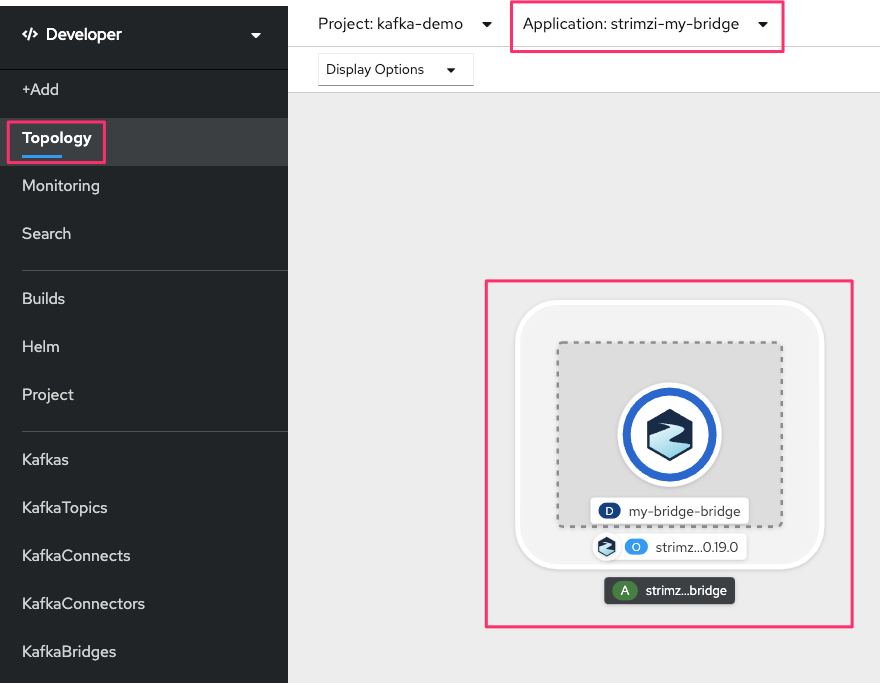 </> Developer
+Add
Topology
Monitoring
Search
Builds
Helm
Project
Kafkas
KafkaTopics
KafkaConnects
KafkaConnectors
KafkaBridges
Project: kafka-demo
Application: strimzi-my-bridge
Display Options
D my-bridge-bridge
O strimz...0.19.0
A strimz...bridge